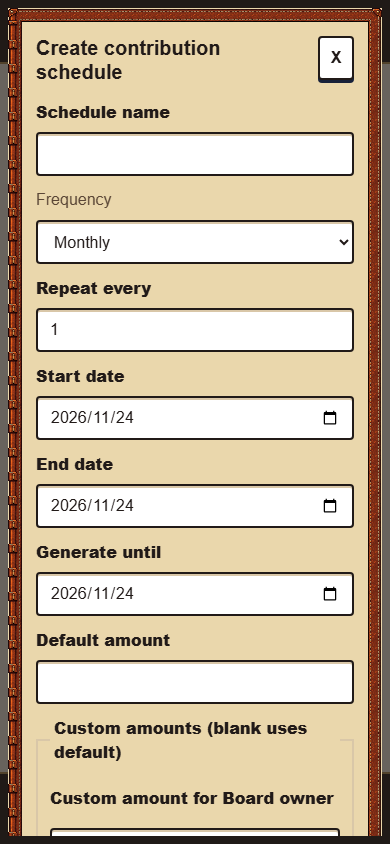 Create contribution
schedule
X
Schedule name
Frequency
Monthly
Repeat every
1
Start date
2026/11/24
End date
2026/11/24
Generate until
2026/11/24
Default amount
Custom amounts (blank uses
default)
Custom amount for Board owner